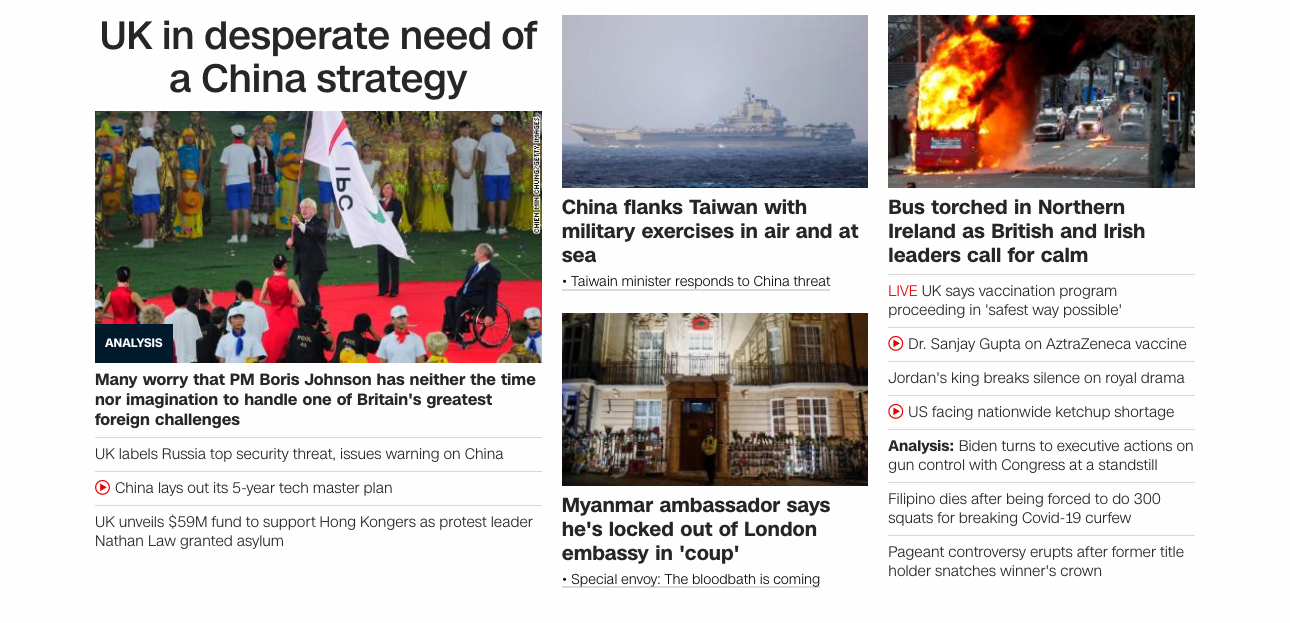 UK in desperate need of
a China strategy
CHIEN MIN CHUNG/GETTY IMAGES
IPC
POOL
AL
POOL
ANALYSIS
Many worry that PM Boris Johnson has neither the time
nor imagination to handle one of Britain's greatest
foreign challenges
UK labels Russia top security threat, issues warning on China
China lays out its 5-year tech master plan
UK unveils $59M fund to support Hong Kongers as protest leader
Nathan Law granted asylum
China flanks Taiwan with
military exercises in air and at
sea
• Taiwain minister responds to China threat
Myanmar ambassador says
he's locked out of London
embassy in 'coup'
• Special envoy: The bloodbath is coming
Bus torched in Northern
Ireland as British and Irish
leaders call for calm
LIVE UK says vaccination program
proceeding in 'safest way possible'
Dr. Sanjay Gupta on AztraZeneca vaccine
Jordan's king breaks silence on royal drama
US facing nationwide ketchup shortage
Analysis: Biden turns to executive actions on
gun control with Congress at a standstill
Filipino dies after being forced to do 300
squats for breaking Covid-19 curfew
Pageant controversy erupts after former title
holder snatches winner's crown